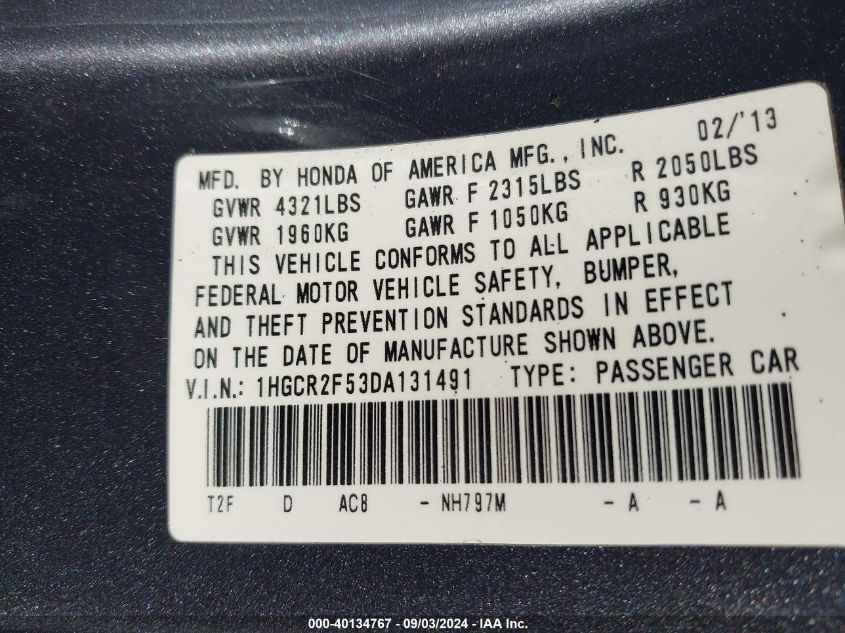 MFD. BY HONDA OF AMERICA MFG., INC. 02/'13
GVWR 4321LBS GAWR F 2315LBS R 2050LBS
GVWR 1960KG GAWR F 1050KG R 930KG
THIS VEHICLE CONFORMS TO ALL APPLICABLE
FEDERAL MOTOR VEHICLE SAFETY, BUMPER,
AND THEFT PREVENTION STANDARDS IN EFFECT
ON THE DATE OF MANUFACTURE SHOWN ABOVE.
V.I.N.: 1HGCR2F53DA131491 TYPE: PASSENGER CAR
T2F D AC8 - NH797M - A - A
000-40134767 - 09/03/2024 - IAA Inc.